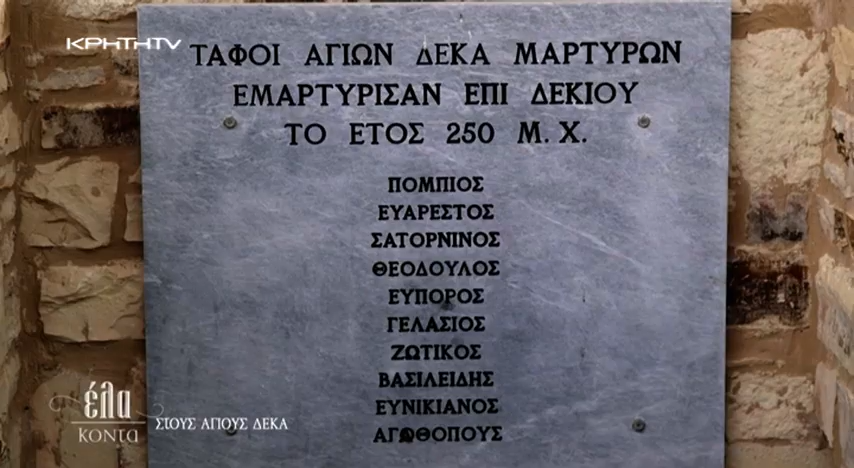 ΚΡΗΤΗTV
ΤΑΦΟΙ ΑΓΙΩΝ ΔΕΚΑ ΜΑΡΤΥΡΩΝ
ΕΜΑΡΤΥΡΙΣΑΝ ΕΠΙ ΔΕΚΙΟΥ
ΤΟ ΕΤΟΣ 250 Μ.Χ.
ΠΟΜΠΙΟΣ
ΕΥΑΡΕΣΤΟΣ
ΣΑΤΟΡΝΙΝΟΣ
ΘΕΟΔΟΥΛΟΣ
ΕΥΠΟΡΟΣ
ΓΕΛΑΣΙΟΣ
ΖΩΤΙΚΟΣ
ΒΑΣΙΛΕΙΔΗΣ
ΕΥΝΙΚΙΑΝΟΣ
ΑΓΩΘΟΠΟΥΣ
έλα
κοντα
ΣΤΟΥΣ ΑΓΙΟΥΣ ΔΕΚΑ